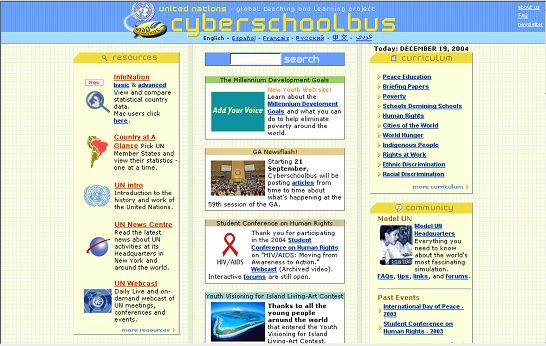 united nations - global teaching and learning project
cyberschoolbus
about us
FAQ
newsletter
English - Español - Français - РУССКИЙ - 中文 - عربي
Today: DECEMBER 19, 2004
resources
New
InfoNation
basic & advanced
View and compare
statistical country
data.
Mac users click
here.
Country at A
Glance Pick UN
Member States and
view their statistics -
one at a time.
UN intro
Introduction to the
history and work of
the United Nations.
UN News Centre
Read the latest
news about UN
activities at its
Headquarters in
New York and
around the world.
UN Webcast
Daily Live and on-
demand webcast of
UN meetings,
conferences and
events.
more resources
search
The Millennium Development Goals
Add Your Voice
New Youth Web site!
Learn about the
Millennium Development
Goals and what you can
do to help eliminate
poverty around the
world.
GA Newsflash!
Starting 21
September,
Cyberschoolbus will be
posting articles from
time to time about
what's happening at the
59th session of the GA.
Student Conference on Human Rights
HIV/AIDS
Thank you for participating
in the 2004 Student
Conference on Human Rights
on "HIV/AIDS: Moving from
Awareness to Action."
Webcast (Archived video).
Interactive forums are still open.
Youth Visioning for Island Living-Art Contest
Thanks to all the
young people
around the world
that entered the Youth
Visioning for Island
Living-Art Contest.
curriculum
Peace Education
Briefing Papers
Poverty
Schools Demining Schools
Human Rights
Cities of the World
World Hunger
Indigenous People
Rights at Work
Ethnic Discrimination
Racial Discrimination
more curriculum
community
Model UN
Model UN
Headquarters
Everything you
need to know
about the world's
most fascinating
simulation.
FAQs, tips, links, and forums.
Past Events
International Day of Peace -
2003
Student Conference on
Human Rights - 2003